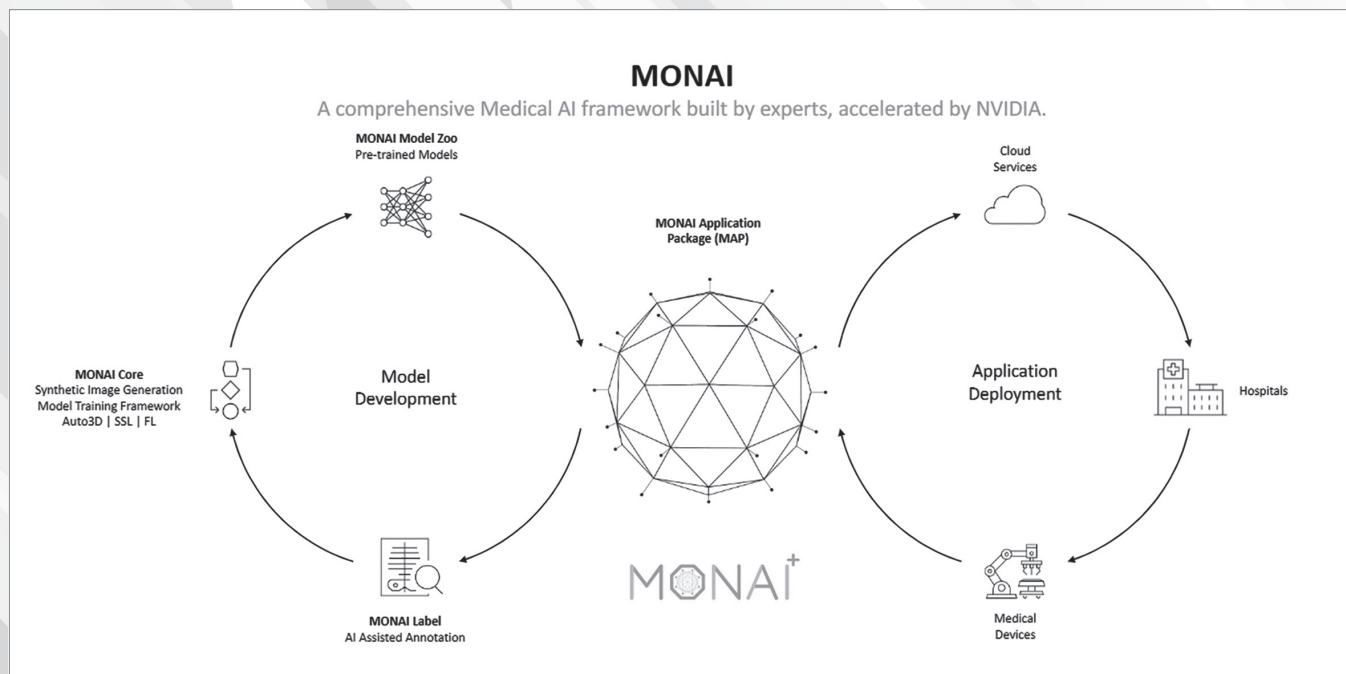 MONAI
A comprehensive Medical AI framework built by experts, accelerated by NVIDIA.
MONAI Model Zoo
Pre-trained Models
MONAI Core
Synthetic Image Generation
Model Training Framework
Auto3D | SSL | FL
Model
Development
MONAI Label
AI Assisted Annotation
MONAI Application
Package (MAP)
MONAI+
Cloud
Services
Application
Deployment
Hospitals
Medical
Devices